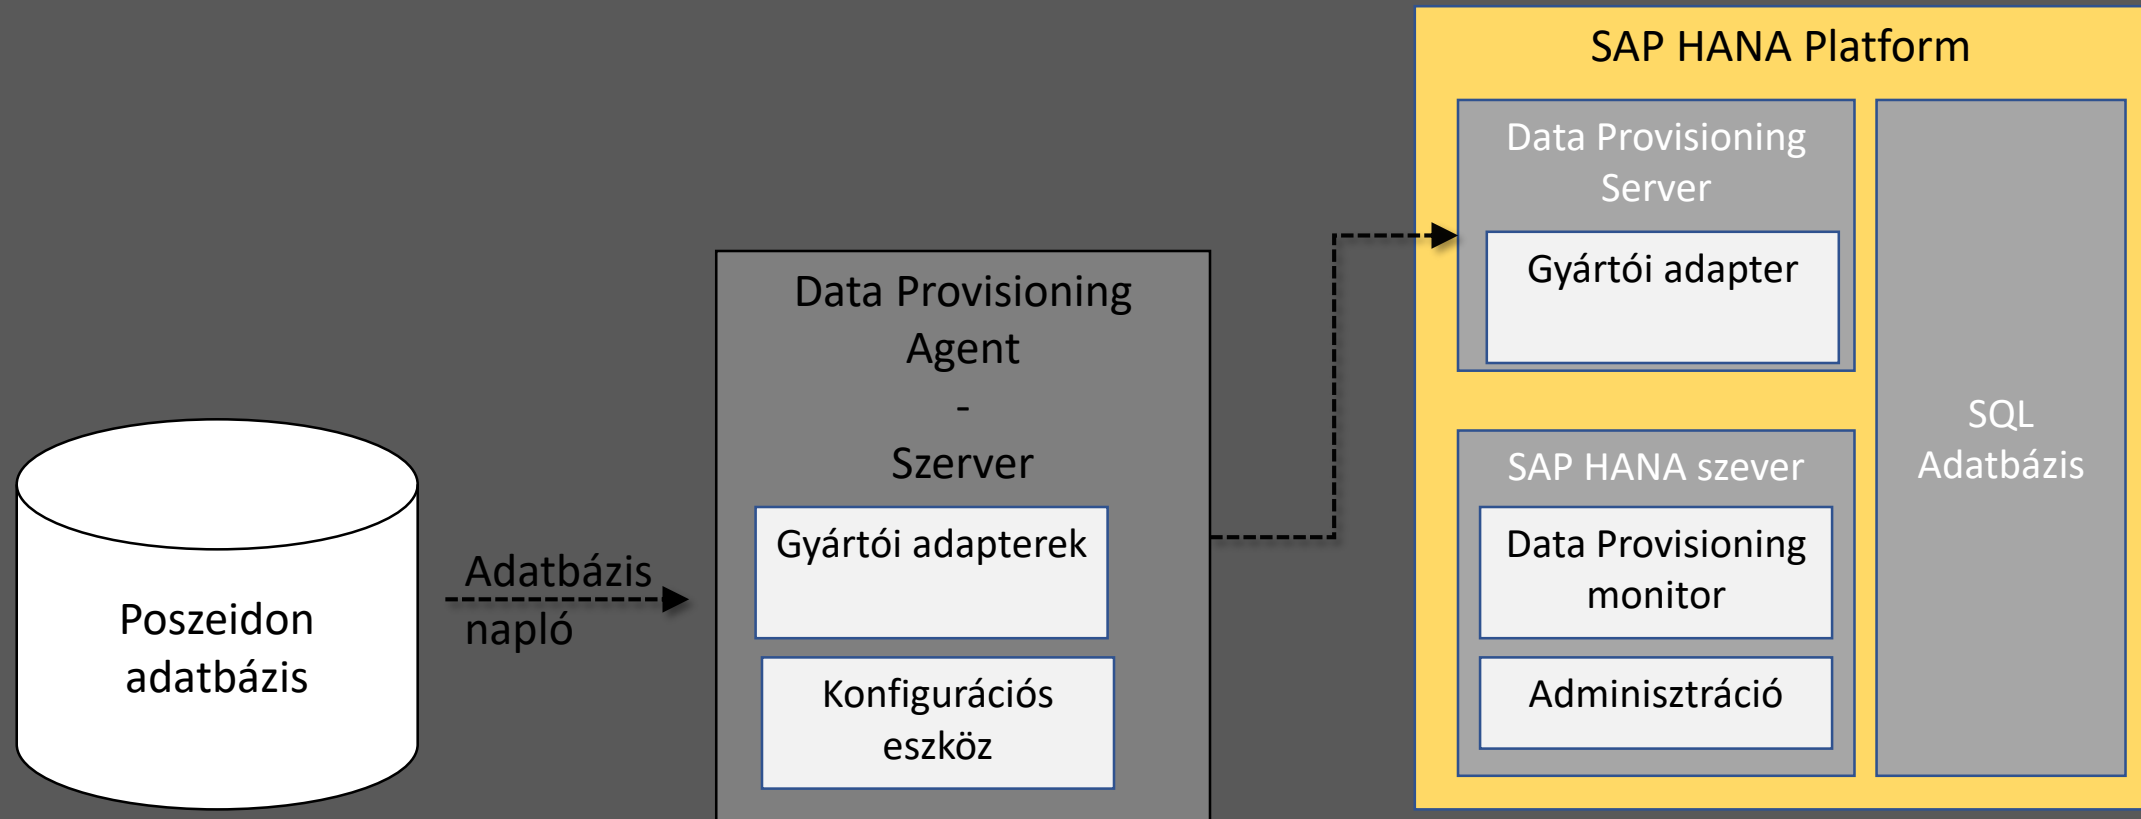 Poszeidon
adatbázis
Adatbázis
napló
Data Provisioning
Agent
-
Szerver
Gyártói adapterek
Konfigurációs
eszköz
SAP HANA Platform
Data Provisioning
Server
Gyártói adapter
SAP HANA szever
Data Provisioning
monitor
Adminisztráció
SQL
Adatbázis